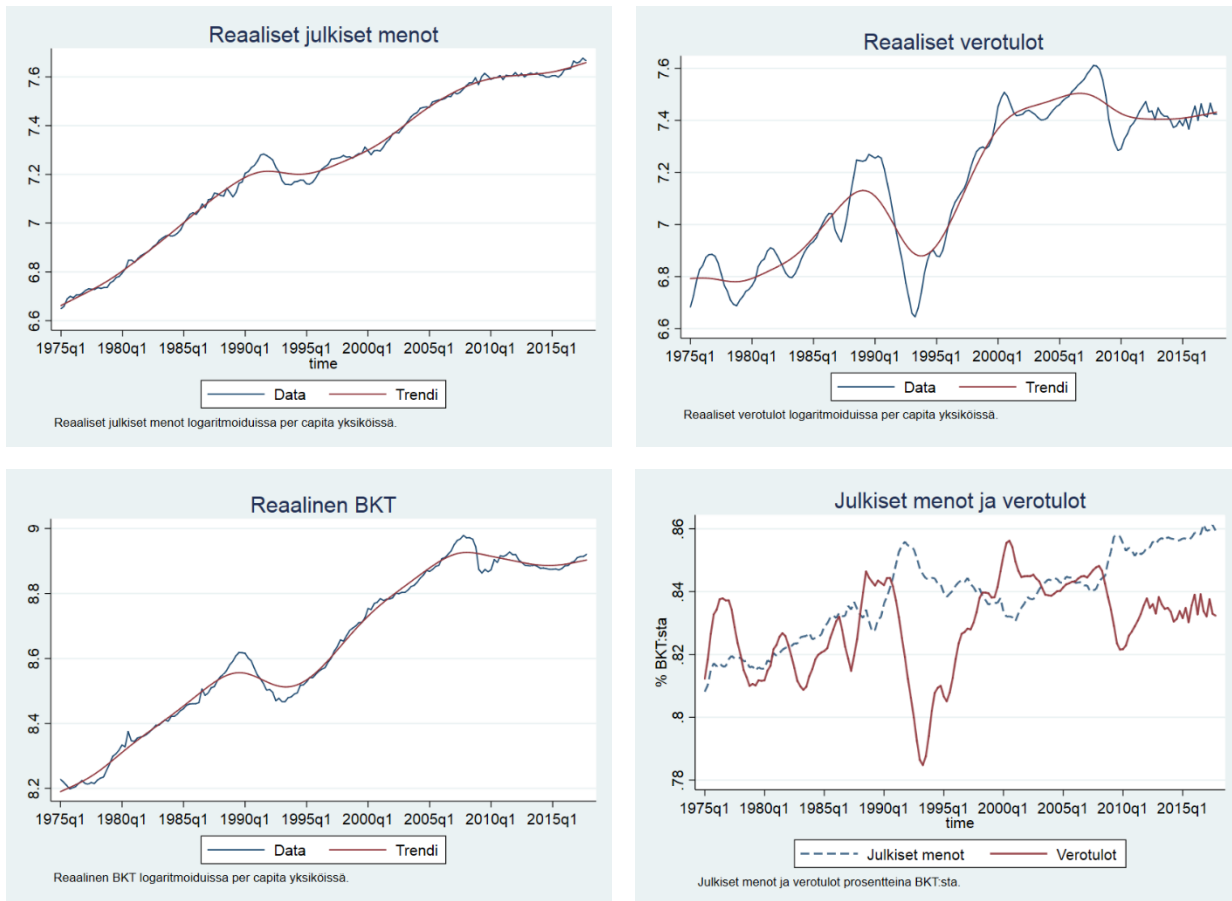 Reaaliset julkiset menot
7.6
7.4
7.2
7
6.8
6.6
1975q1 1980q1 1985q1 1990q1 1995q1 2000q1 2005q1 2010q1 2015q1
time
Data Trendi
Reaaliset julkiset menot logaritmoiduissa per capita yksiköissä.
Reaaliset verotulot
7.6
7.4
7.2
7
6.8
6.6
1975q1 1980q1 1985q1 1990q1 1995q1 2000q1 2005q1 2010q1 2015q1
Data Trendi
Reaaliset verotulot logaritmoiduissa per capita yksiköissä.
Reaalinen BKT
9
8.8
8.6
8.4
8.2
1975q1 1980q1 1985q1 1990q1 1995q1 2000q1 2005q1 2010q1 2015q1
Data Trendi
Reaalinen BKT logaritmoiduissa per capita yksiköissä.
Julkiset menot ja verotulot
% BKT:sta
.86
.84
.82
.8
.78
1975q1 1980q1 1985q1 1990q1 1995q1 2000q1 2005q1 2010q1 2015q1
time
Julkiset menot Verotulot
Julkiset menot ja verotulot prosentteina BKT:sta.